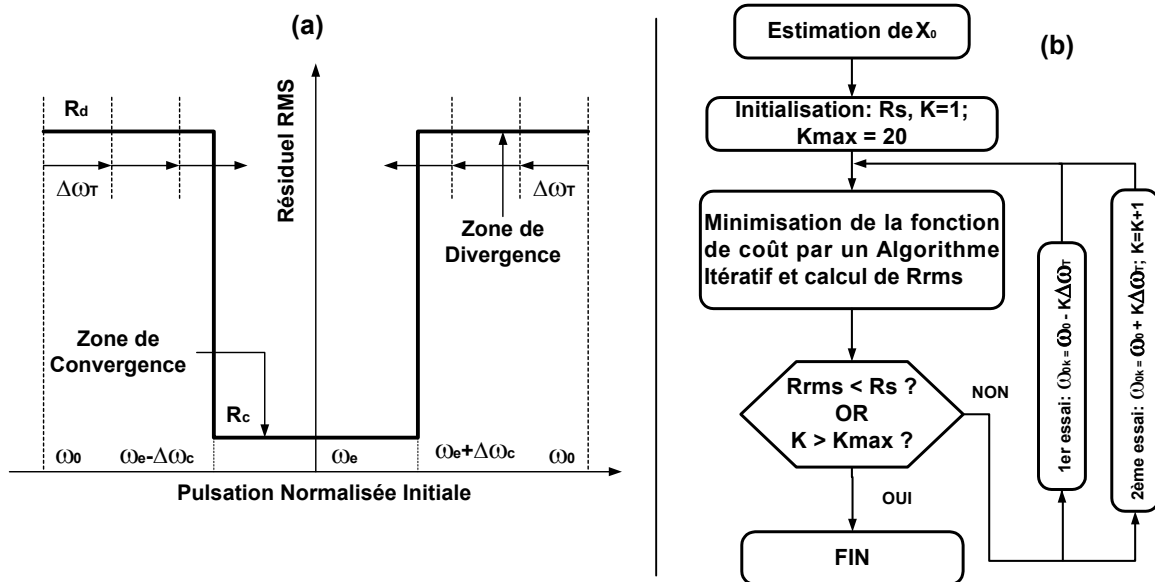 (a)
Résiduel RMS
Rd
ΔωT
ΔωT
Zone de
Divergence
Zone de
Convergence
Rc
ω0
ωe-Δωc
ωe
ωe+Δωc
ω0
Pulsation Normalisée Initiale
(b)
Estimation de X0
Initialisation: Rs, K=1;
Kmax = 20
Minimisation de la fonction
de coût par un Algorithme
Itératif et calcul de Rrms
Rrms < Rs ?
OR
K > Kmax ?
NON
OUI
FIN
1er essai: ω0k = ω0 - KΔωT
2ème essai: ω0k = ω0 + KΔωT; K=K+1